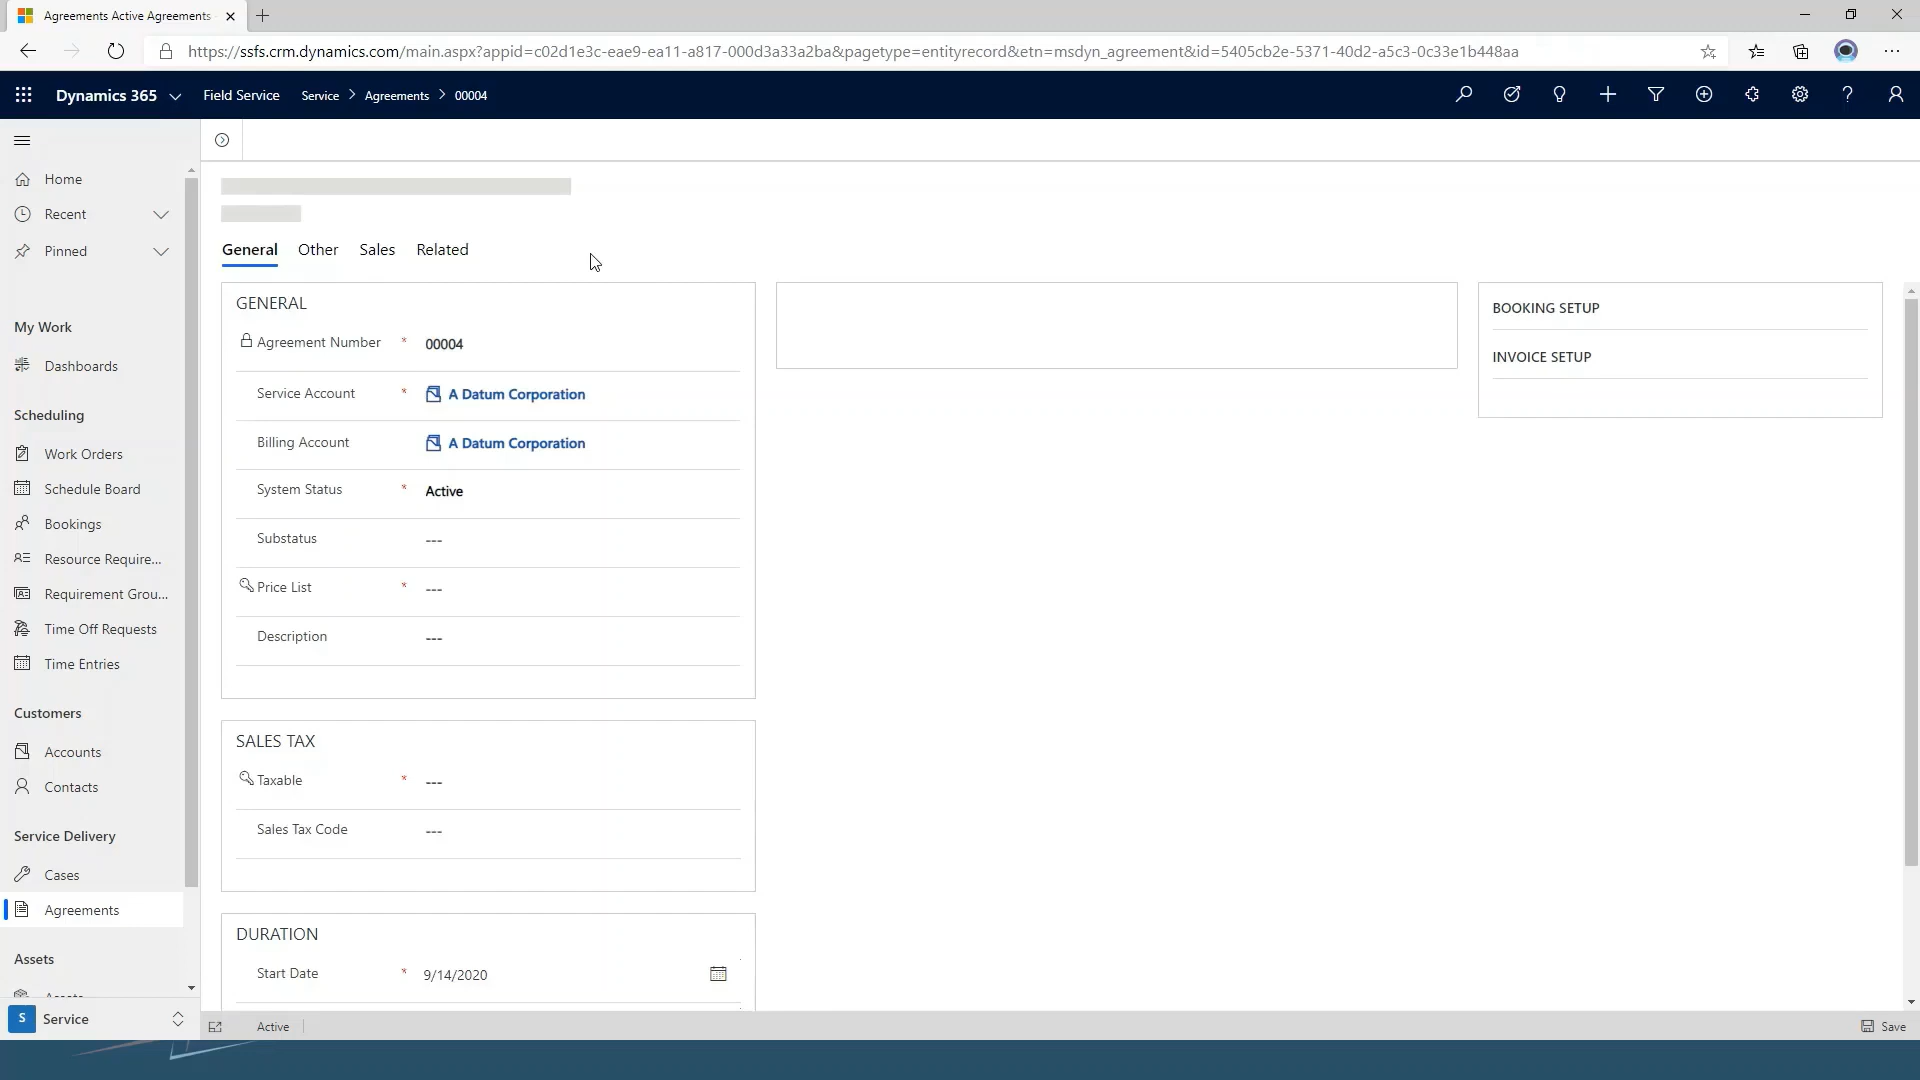 Agreements Active Agreements
https://ssfs.crm.dynamics.com/main.aspx?appid=c02d1e3c-eae9-ea11-a817-000d3a33a2ba&pagetype=entityrecord&etn=msdyn_agreement&id=5405cb2e-5371-40d2-a5c3-0c33e1b448aa
Dynamics 365 Field Service Service > Agreements > 00004
Home
Recent
Pinned
My Work
Dashboards
Scheduling
Work Orders
Schedule Board
Bookings
Resource Require...
Requirement Grou...
Time Off Requests
Time Entries
Customers
Accounts
Contacts
Service Delivery
Cases
Agreements
Assets
Assets
S Service
General Other Sales Related
GENERAL
Agreement Number * 00004
Service Account * A Datum Corporation
Billing Account A Datum Corporation
System Status * Active
Substatus ---
Price List * ---
Description ---
SALES TAX
Taxable * ---
Sales Tax Code ---
DURATION
Start Date * 9/14/2020
BOOKING SETUP
INVOICE SETUP
Active
Save